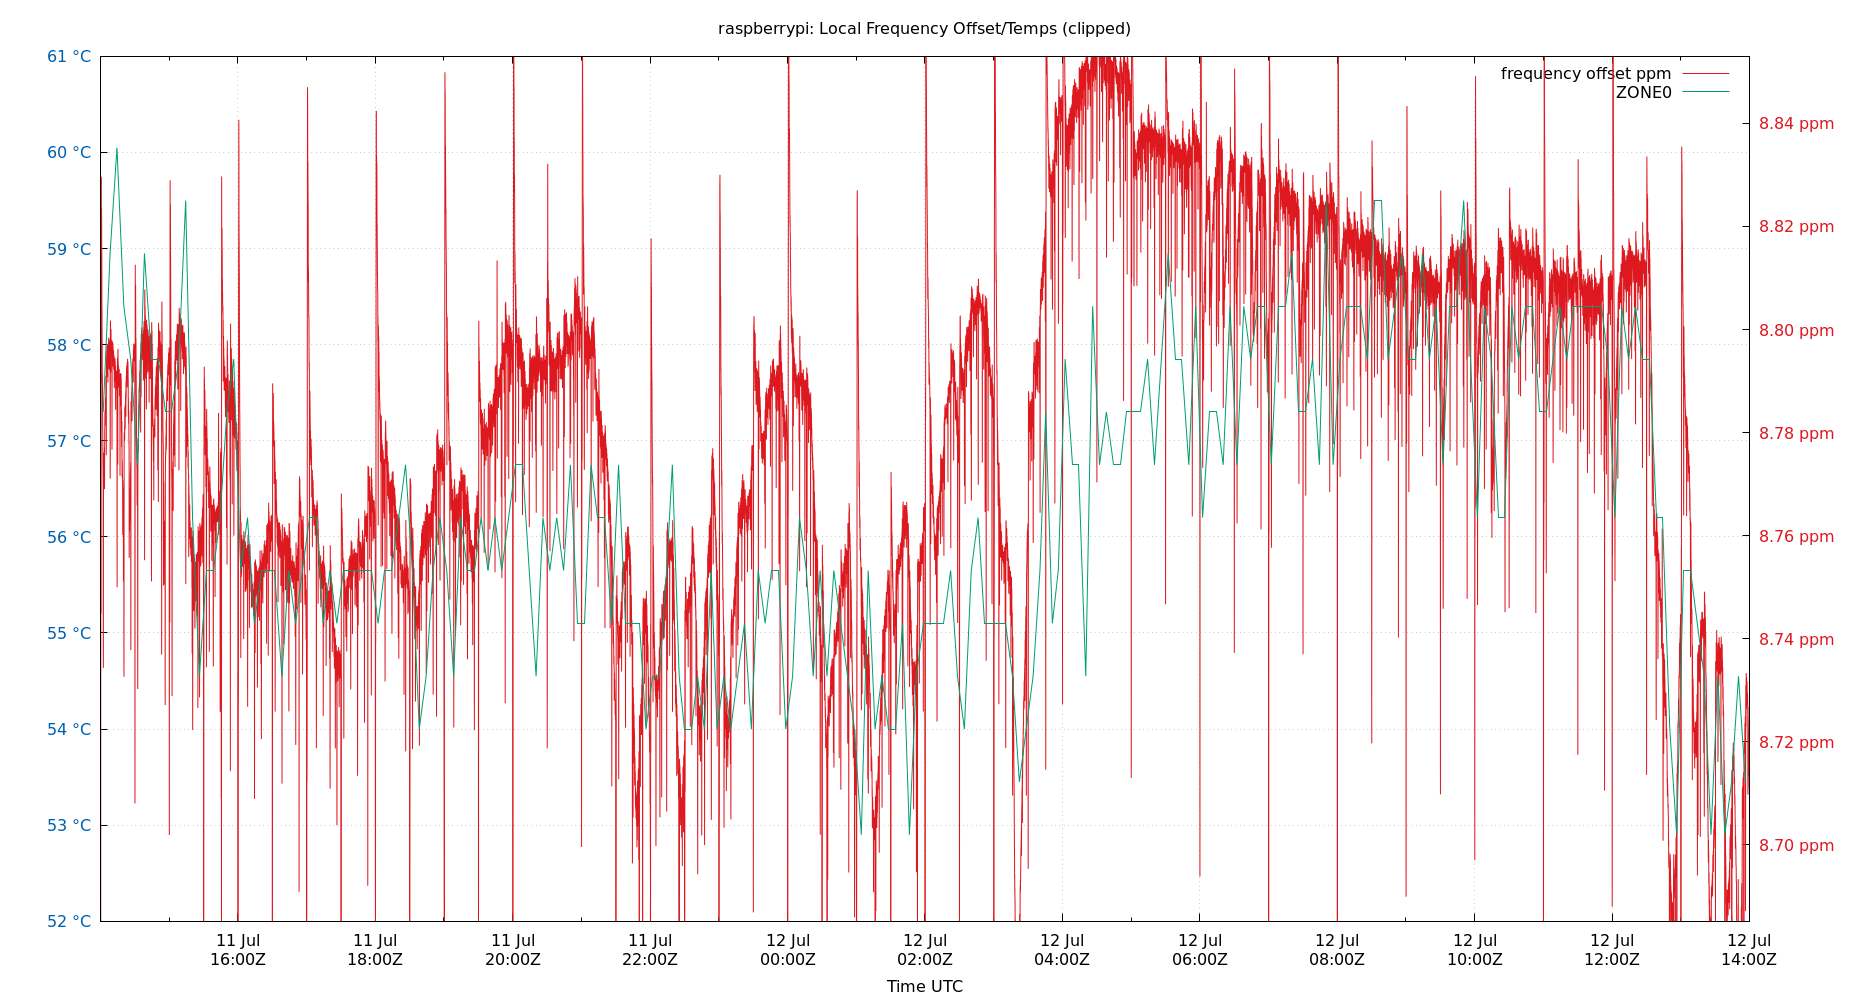 raspberrypi: Local Frequency Offset/Temps (clipped)
61 °C
60 °C
59 °C
58 °C
57 °C
56 °C
55 °C
54 °C
53 °C
52 °C
frequency offset ppm
ZONE0
8.84 ppm
8.82 ppm
8.80 ppm
8.78 ppm
8.76 ppm
8.74 ppm
8.72 ppm
8.70 ppm
11 Jul
16:00Z
11 Jul
18:00Z
11 Jul
20:00Z
11 Jul
22:00Z
12 Jul
00:00Z
12 Jul
02:00Z
12 Jul
04:00Z
12 Jul
06:00Z
12 Jul
08:00Z
12 Jul
10:00Z
12 Jul
12:00Z
12 Jul
14:00Z
Time UTC